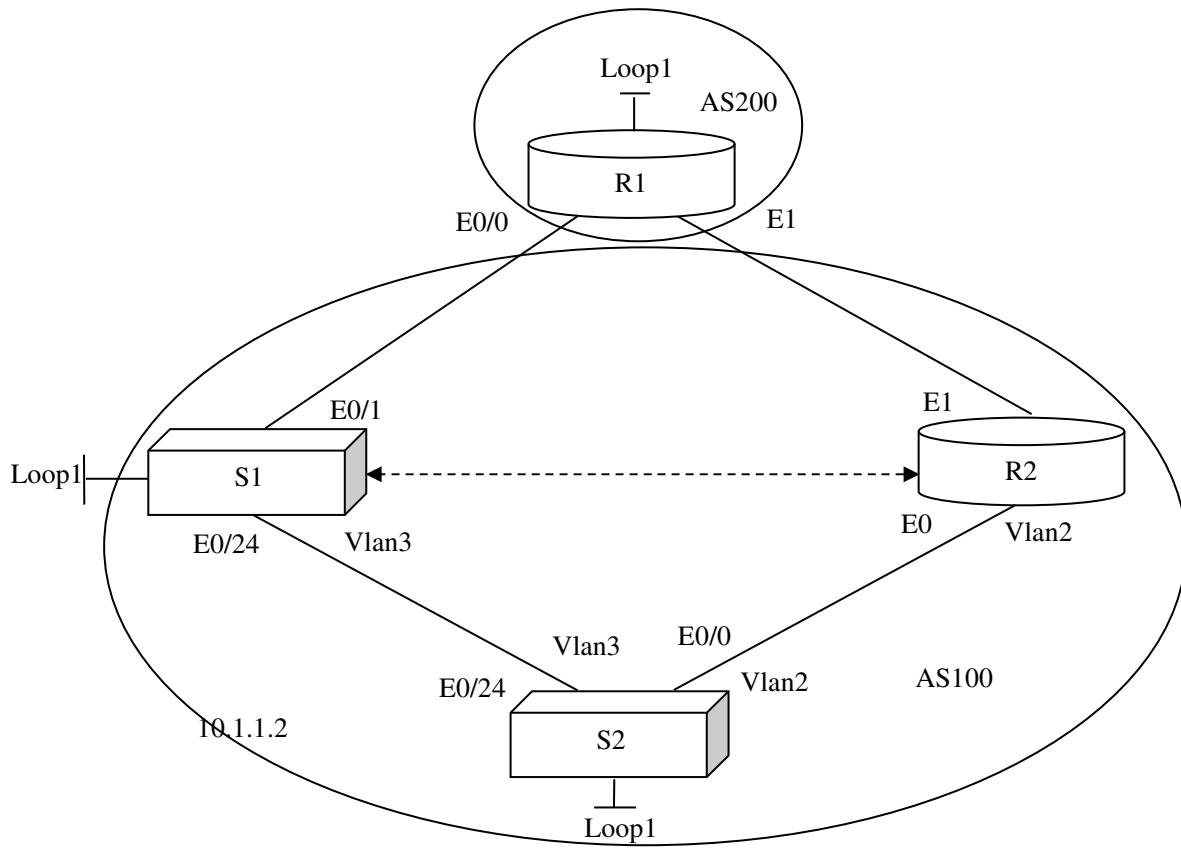 Loop1
AS200
R1
E0/0
E1
E0/1
E1
Loop1
S1
R2
E0/24
Vlan3
E0
Vlan2
Vlan3
E0/0
E0/24
Vlan2
AS100
10.1.1.2
S2
Loop1